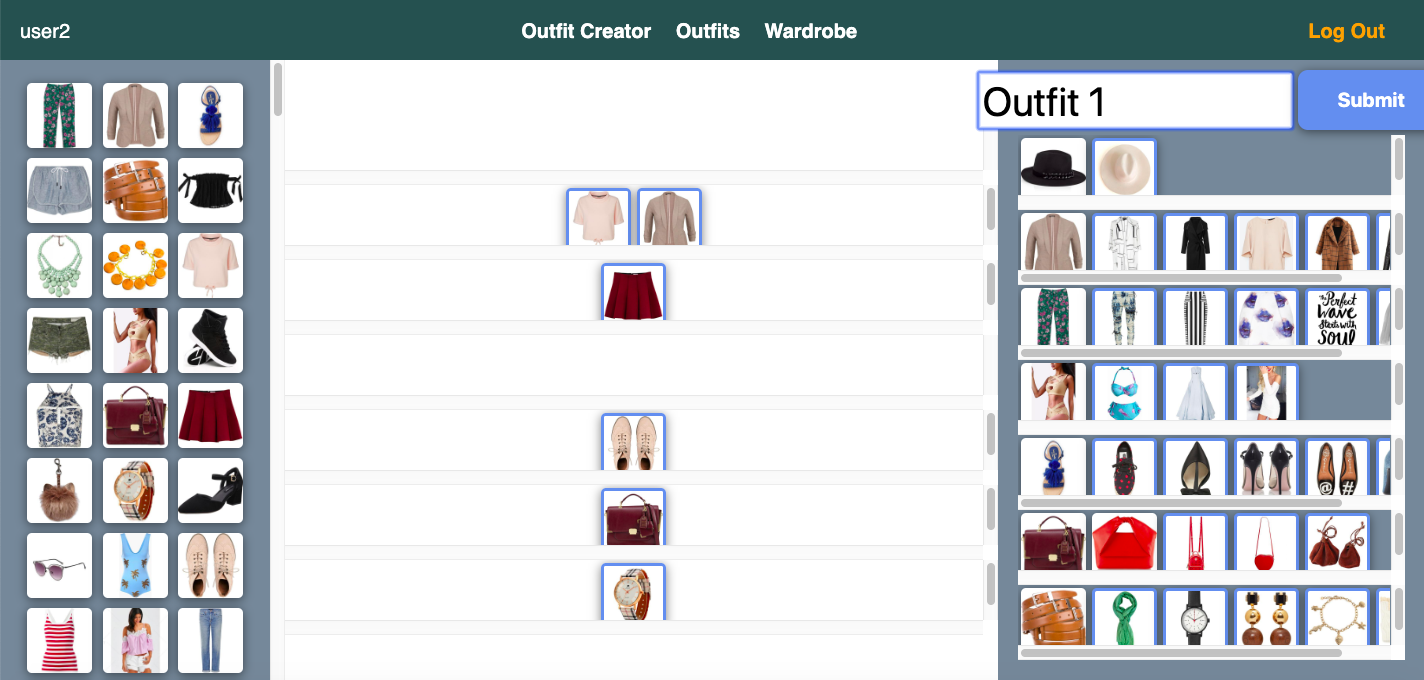 user2
Outfit Creator
Outfits
Wardrobe
Log Out
Outfit 1
Submit
The Perfect
Wave
Starts with
SOUL
@ #